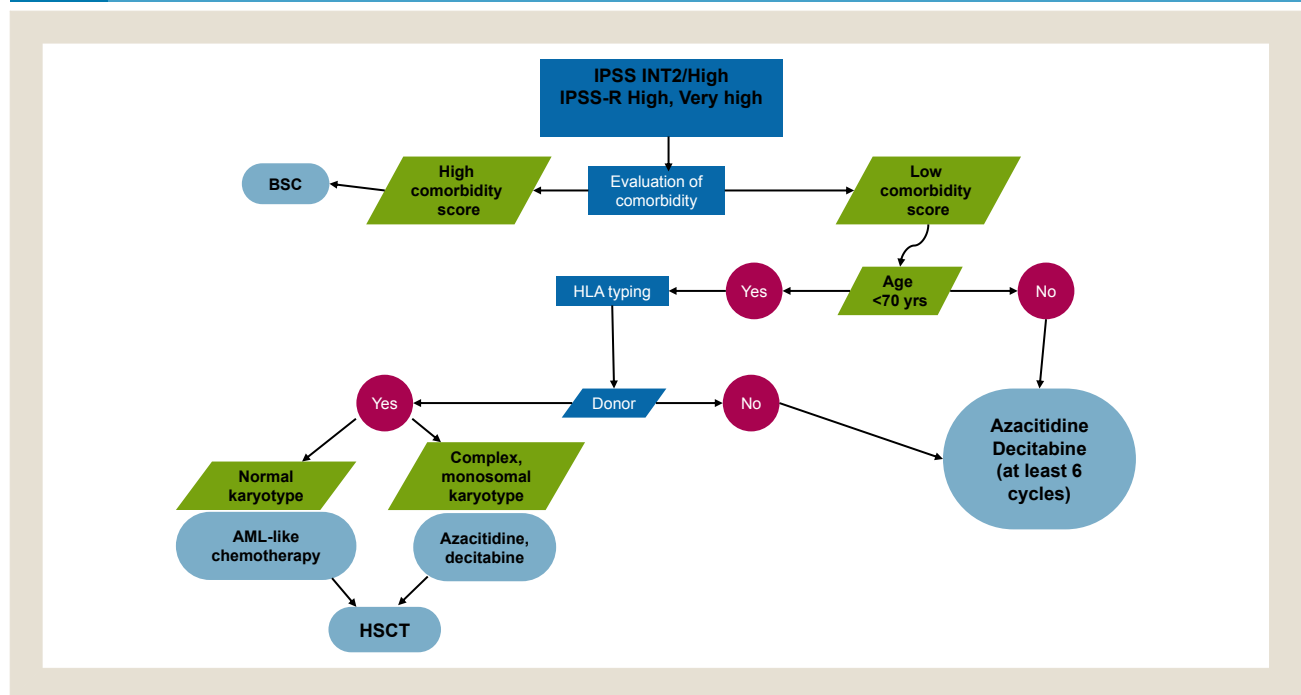 IPSS INT2/High
IPSS-R High, Very high
BSC
High
comorbidity
score
Evaluation of
comorbidity
Low
comorbidity
score
HLA typing
Yes
Age
<70 yrs
No
Yes
Donor
No
Azacitidine
Decitabine
(at least 6
cycles)
Normal
karyotype
Complex,
monosomal
karyotype
AML-like
chemotherapy
Azacitidine,
decitabine
HSCT